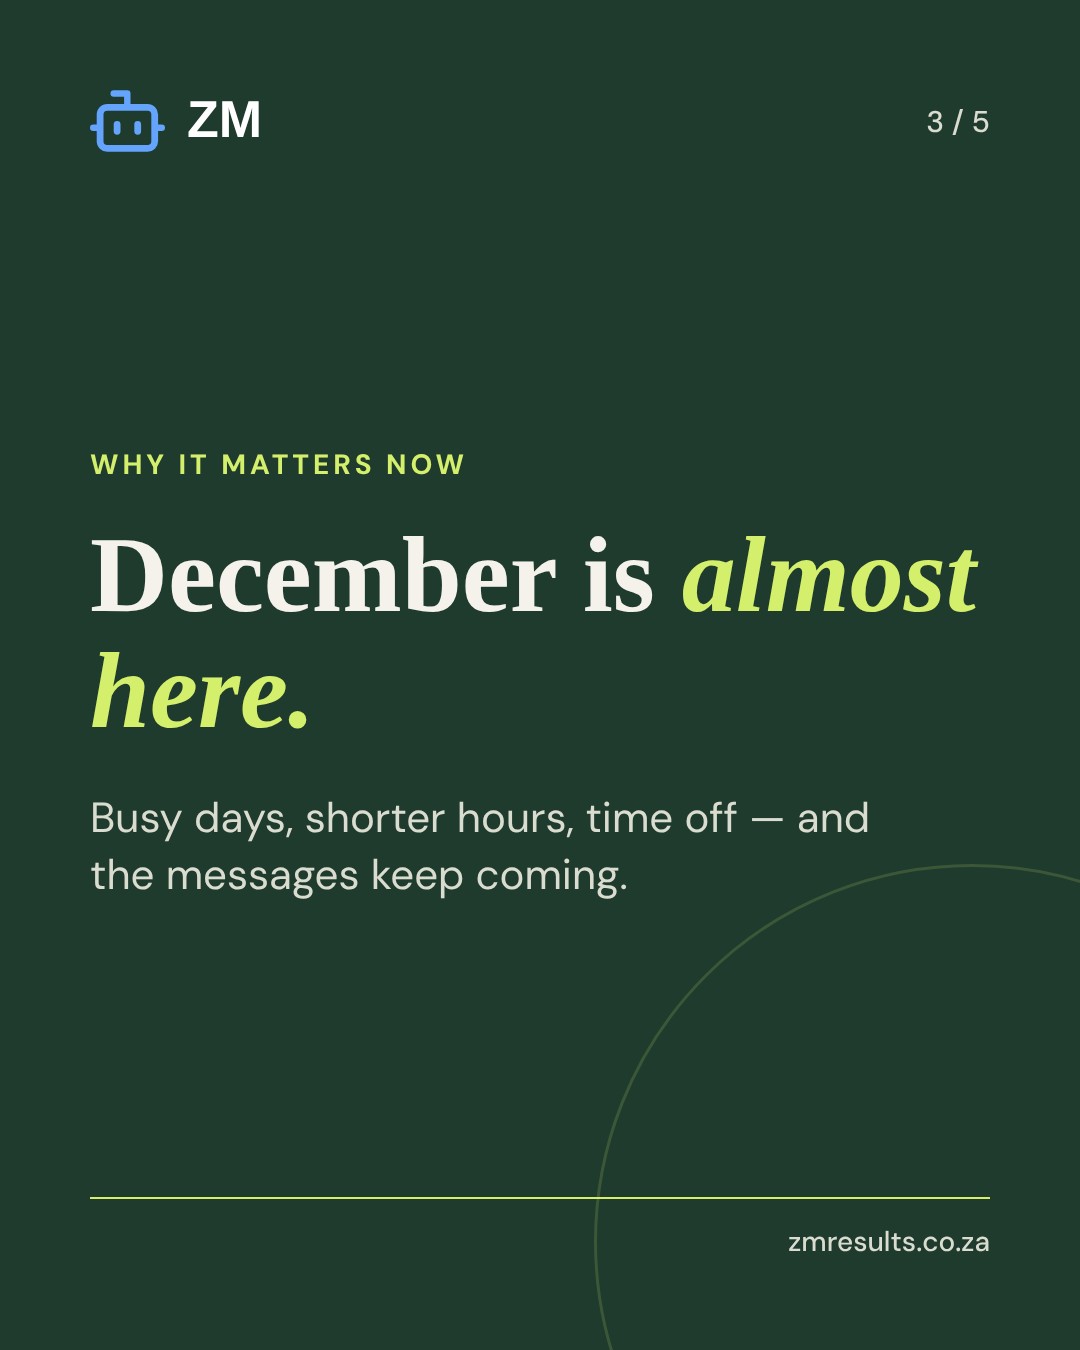 ZM
3 / 5
WHY IT MATTERS NOW
December is almost
here.
Busy days, shorter hours, time off — and
the messages keep coming.
zmresults.co.za